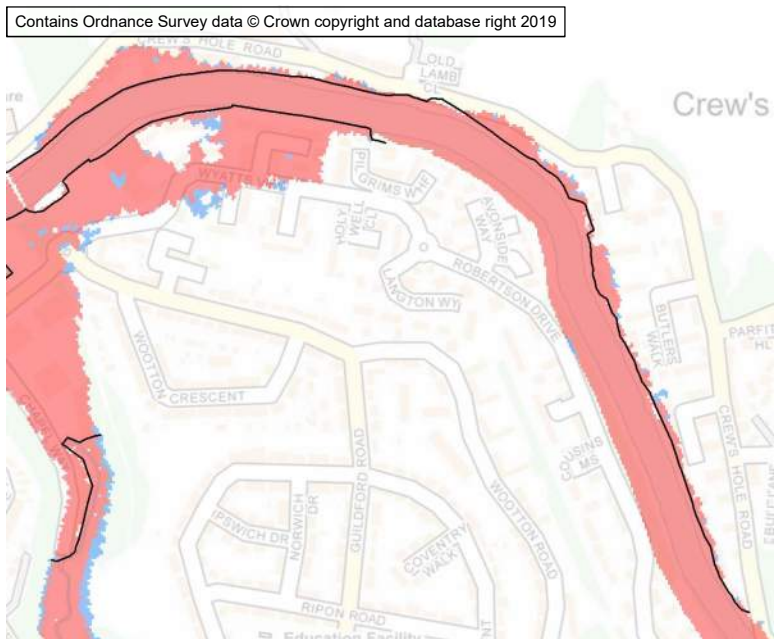 Contains Ordnance Survey data © Crown copyright and database right 2019
CREW'S HOLE ROAD
OLD
LAMB
CL
Crew's
WYATTS
PILGRIMS WHF
HOLY
WELL
CL
AVONSIDE
WAY
LANGTON WY
ROBERTSON DRIVE
BUTLERS
WALK
PARFIT
HL
WOOTTON
CRESCENT
GUILDFORD ROAD
COUSINS
MS
CREW'S HOLE ROAD
WOOTTON ROAD
NORWICH
DR
IPSWICH DR
COVENTRY
WALK
RIPON ROAD
NT
Education Facility